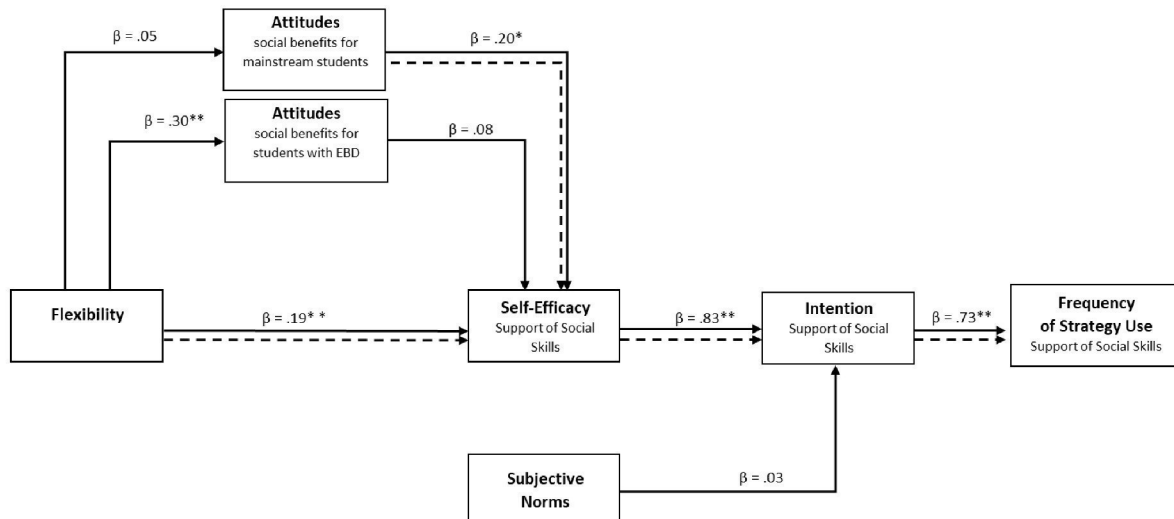 Attitudes
social benefits for
mainstream students
β = .05
β = .20*
Attitudes
social benefits for
students with EBD
β = .30**
β = .08
Flexibility
β = .19* *
Self-Efficacy
Support of Social
Skills
β = .83**
Intention
Support of Social
Skills
β = .73**
Frequency
of Strategy Use
Support of Social Skills
Subjective
Norms
β = .03